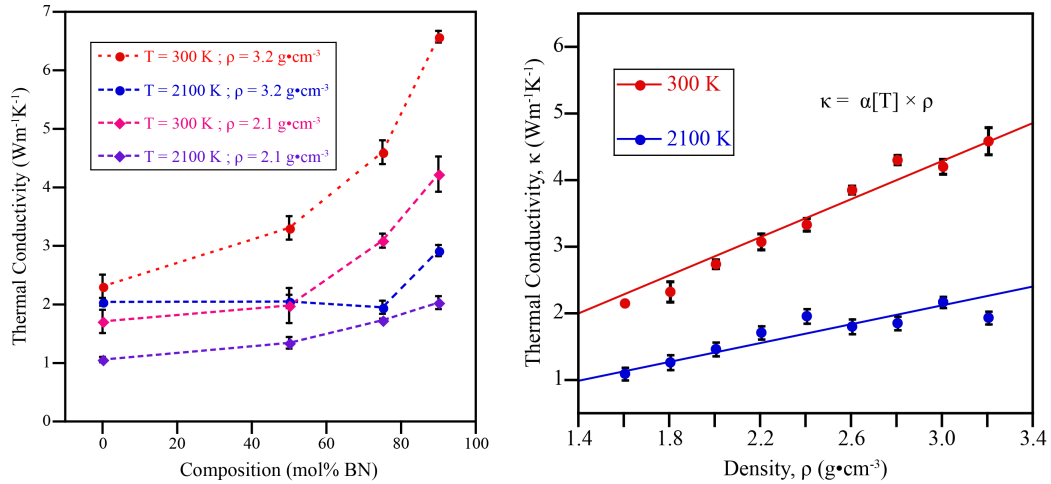 7
6
5
4
3
2
1
0
Thermal Conductivity (Wm⁻¹K⁻¹)
T = 300 K ; ρ = 3.2 g•cm⁻³
T = 2100 K ; ρ = 3.2 g•cm⁻³
T = 300 K ; ρ = 2.1 g•cm⁻³
T = 2100 K ; ρ = 2.1 g•cm⁻³
0 20 40 60 80 100
Composition (mol% BN)
6
5
4
3
2
1
Thermal Conductivity, κ (Wm⁻¹K⁻¹)
300 K
2100 K
κ = α[T] × ρ
1.4 1.8 2.2 2.6 3.0 3.4
Density, ρ (g•cm⁻³)